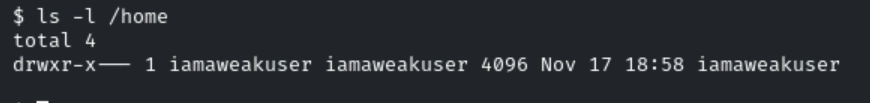 $ ls -l /home
total 4
drwxr-x--- 1 iamaweakuser iamaweakuser 4096 Nov 17 18:58 iamaweakuser